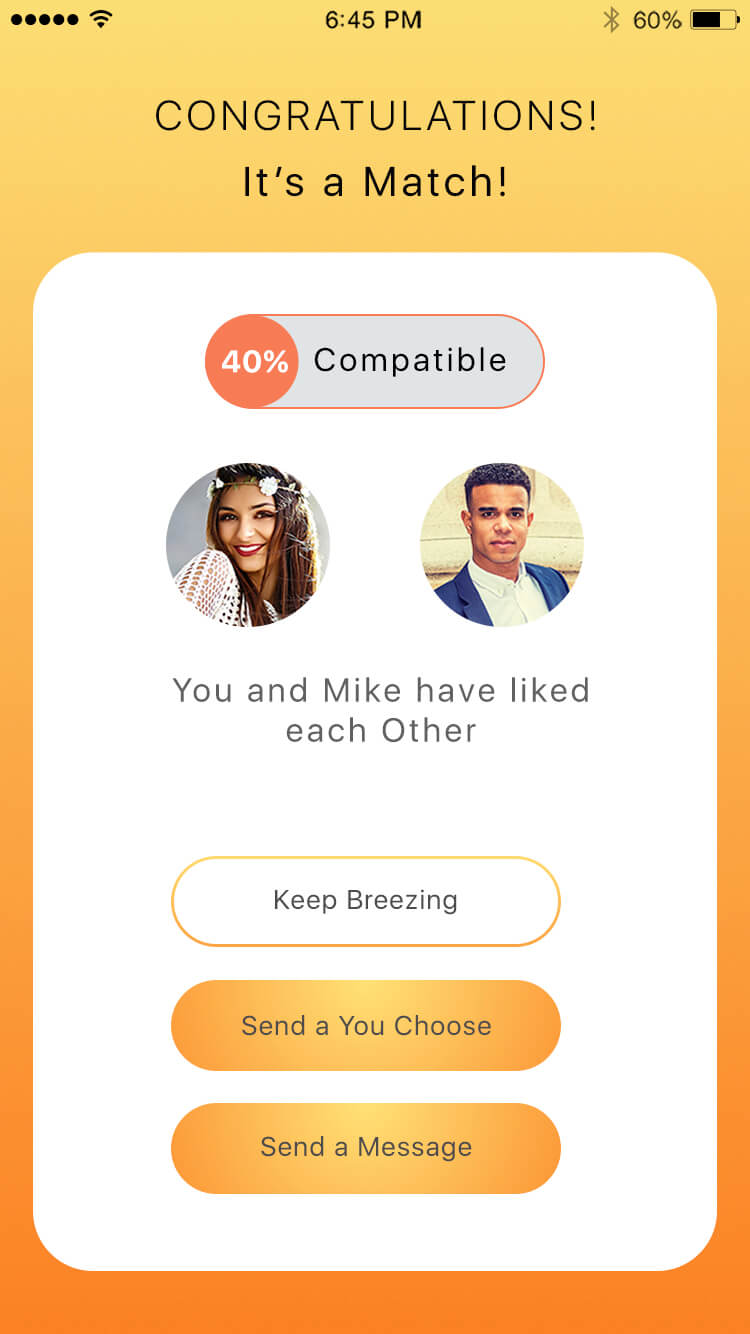 6:45 PM 60%
CONGRATULATIONS!
It’s a Match!
40% Compatible
You and Mike have liked
each Other
Keep Breezing
Send a You Choose
Send a Message